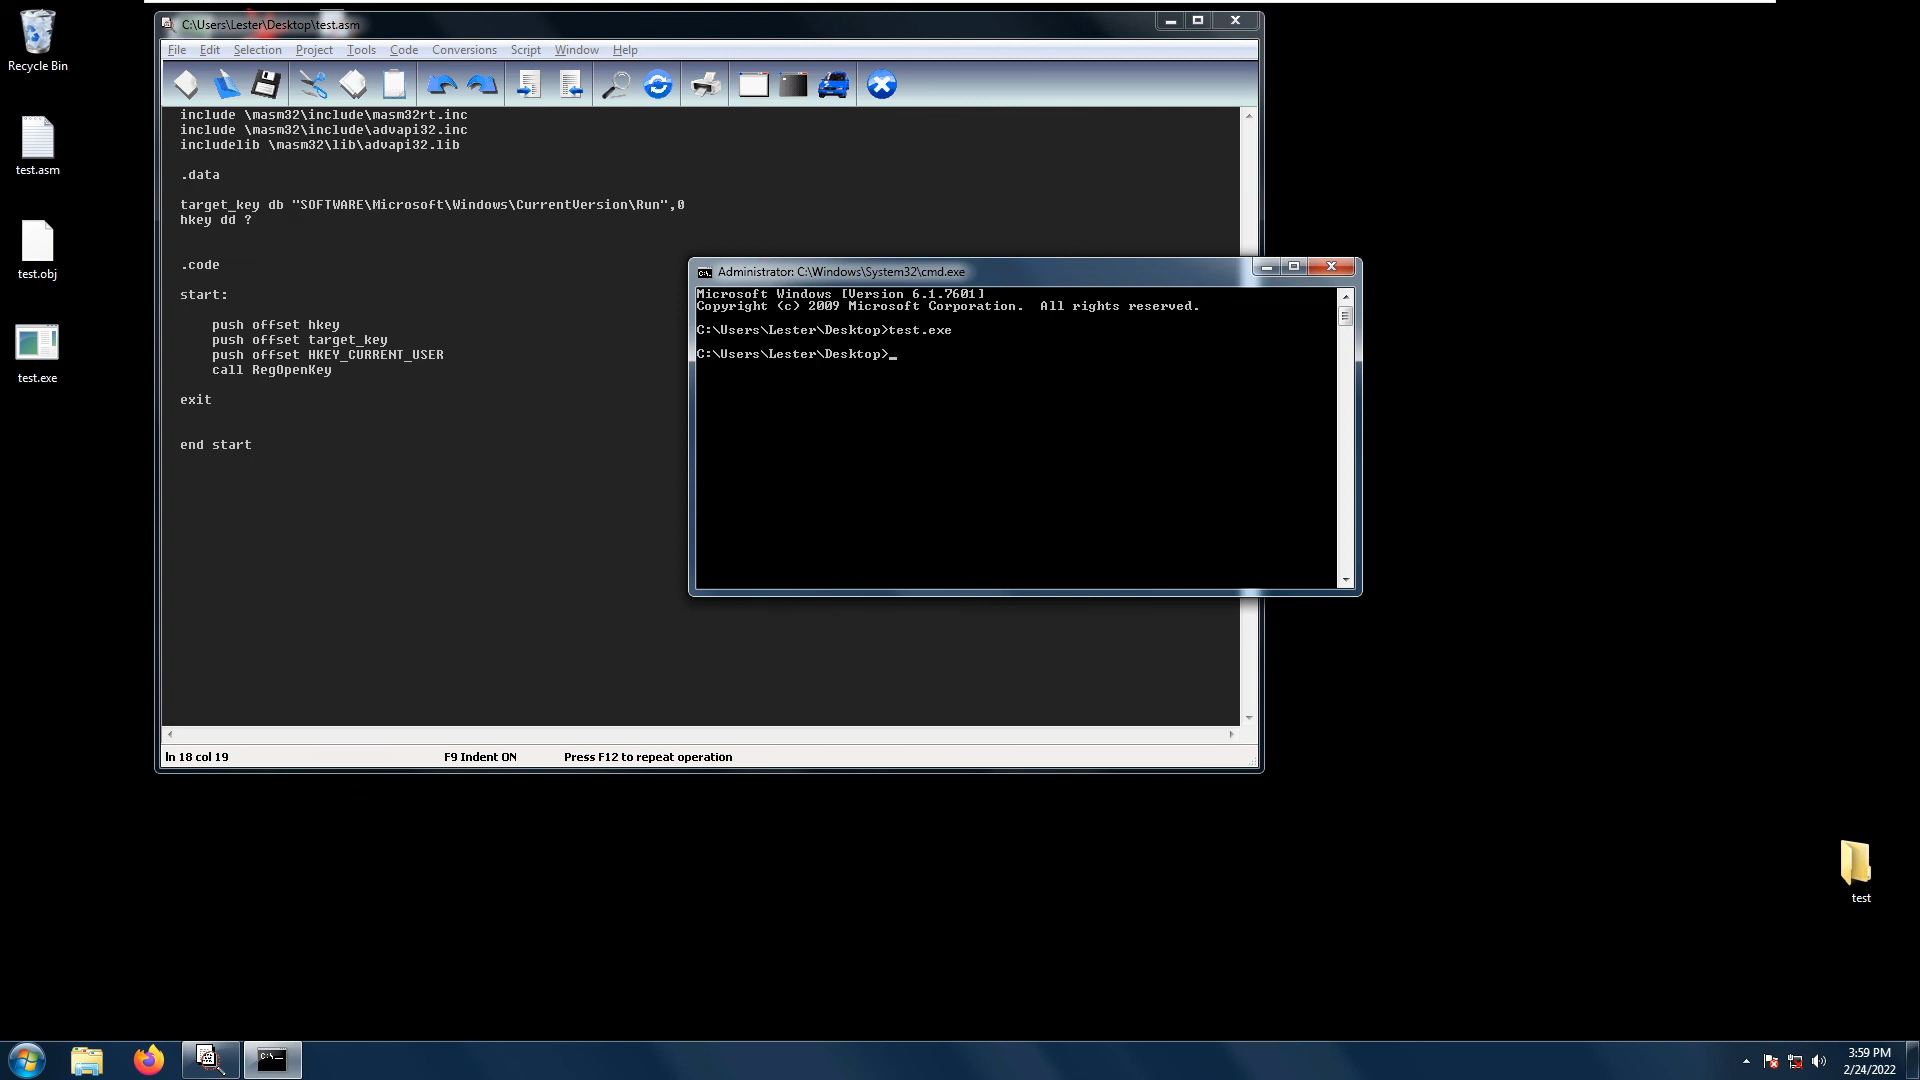 Recycle Bin
test.asm
test.obj
test.exe
C:\Users\Lester\Desktop\test.asm
File Edit Selection Project Tools Code Conversions Script Window Help
include \masm32\include\masm32rt.inc
include \masm32\include\advapi32.inc
includelib \masm32\lib\advapi32.lib
.data
target_key db "SOFTWARE\Microsoft\Windows\CurrentVersion\Run",0
hkey dd ?
.code
start:
push offset hkey
push offset target_key
push offset HKEY_CURRENT_USER
call RegOpenKey
exit
end start
ln 18 col 19 F9 Indent ON Press F12 to repeat operation
Administrator: C:\Windows\System32\cmd.exe
Microsoft Windows [Version 6.1.7601]
Copyright (c) 2009 Microsoft Corporation.  All rights reserved.
C:\Users\Lester\Desktop>test.exe
C:\Users\Lester\Desktop>_
test
C:\_
3:59 PM
2/24/2022